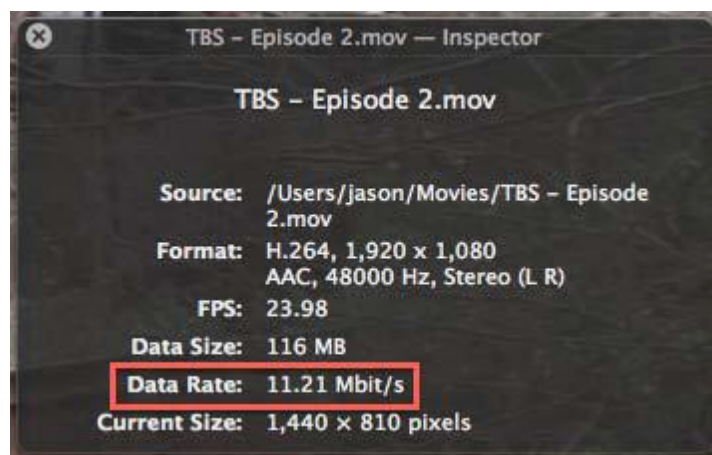 TBS – Episode 2.mov — Inspector
TBS – Episode 2.mov
Source: /Users/jason/Movies/TBS – Episode
2.mov
Format: H.264, 1,920 x 1,080
AAC, 48000 Hz, Stereo (L R)
FPS: 23.98
Data Size: 116 MB
Data Rate: 11.21 Mbit/s
Current Size: 1,440 × 810 pixels